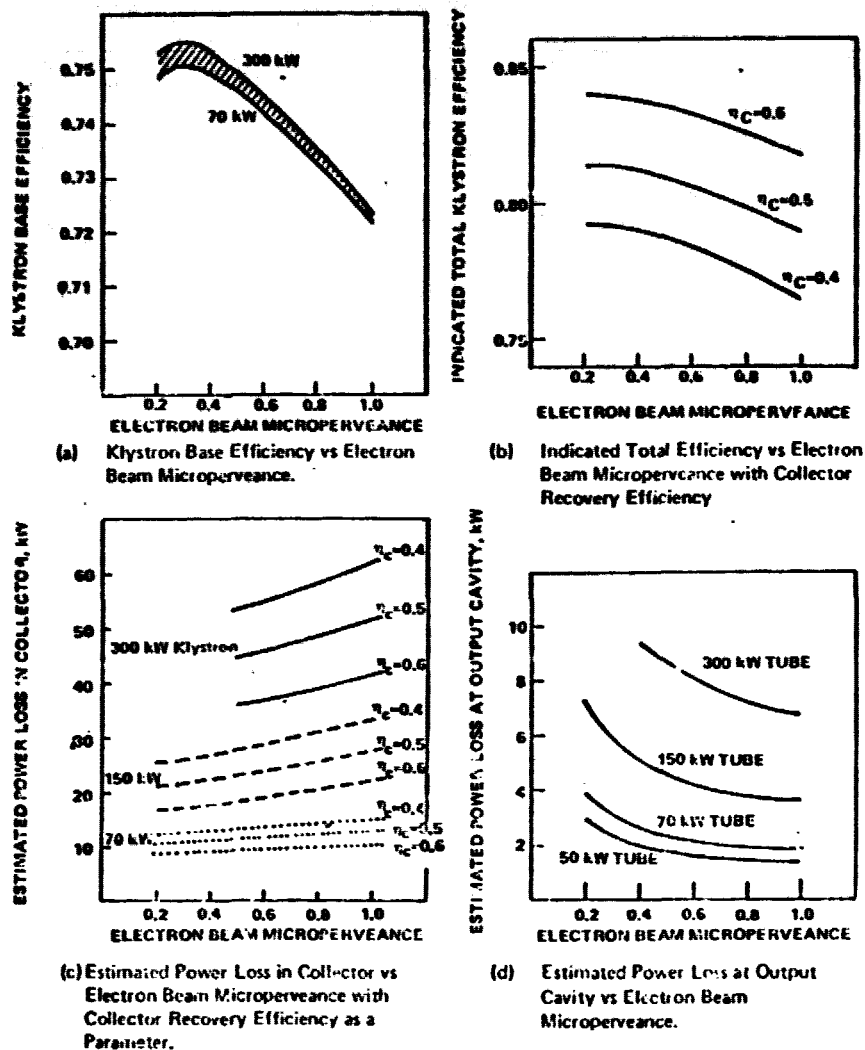 KLYSTRON BASE EFFICIENCY
0.75
0.74
0.73
0.72
0.71
0.70
300 kW
70 kW
0.2 0.4 0.6 0.8 1.0
ELECTRON BEAM MICROPERVEANCE
(a) Klystron Base Efficiency vs Electron
Beam Microperveance.
INDICATED TOTAL KLYSTRON EFFICIENCY
0.85
0.80
0.75
ηC=0.6
ηC=0.5
ηC=0.4
0.2 0.4 0.6 0.8 1.0
ELECTRON BEAM MICROPERVEANCE
(b) Indicated Total Efficiency vs Electron
Beam Microperveance with Collector
Recovery Efficiency
ESTIMATED POWER LOSS IN COLLECTOR, kW
60
50
40
30
20
10
ηC=0.4
ηC=0.5
300 kW Klystron
ηC=0.6
ηC=0.4
ηC=0.5
150 kW
ηC=0.6
ηC=0.4
70 kW
ηC=0.5
ηC=0.6
0.2 0.4 0.6 0.8 1.0
ELECTRON BEAM MICROPERVEANCE
(c) Estimated Power Loss in Collector vs
Electron Beam Microperveance with
Collector Recovery Efficiency as a
Parameter.
ESTIMATED POWER LOSS AT OUTPUT CAVITY, kW
10
8
6
4
2
300 kW TUBE
150 kW TUBE
70 kW TUBE
50 kW TUBE
0.2 0.4 0.6 0.8 1.0
ELECTRON BEAM MICROPERVEANCE
(d) Estimated Power Loss at Output
Cavity vs Electron Beam
Microperveance.